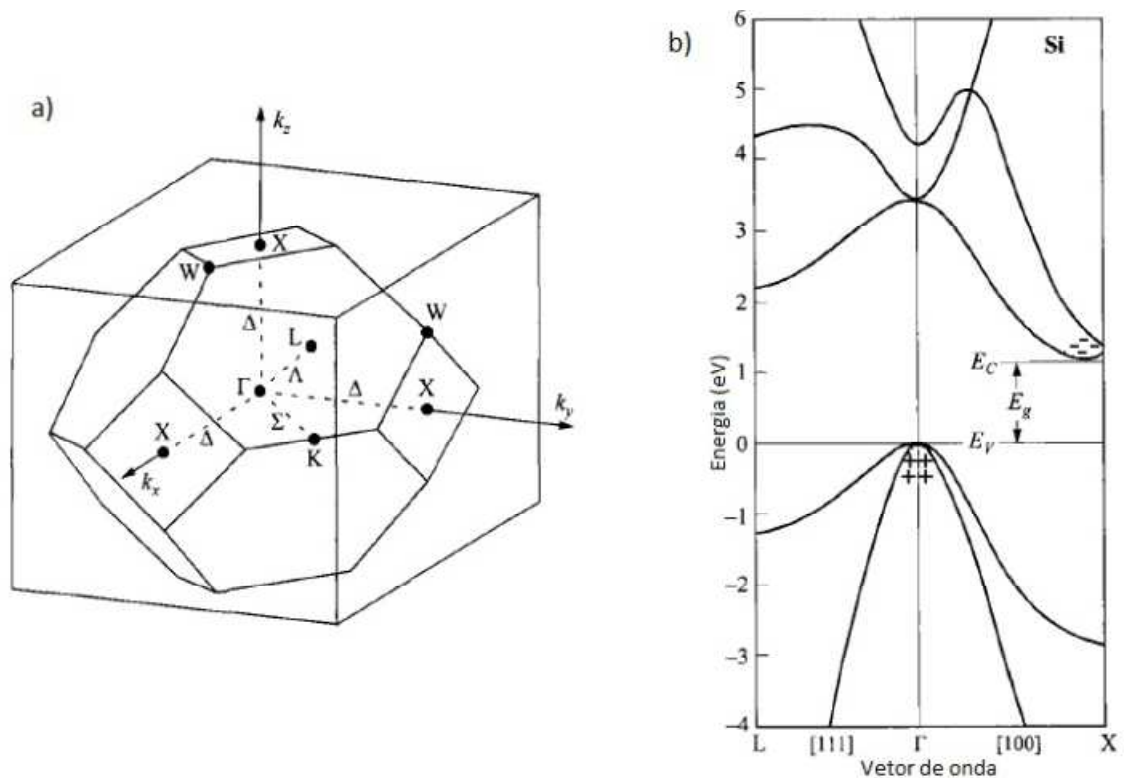 a)
k_z
X
W
Δ
W
L
Λ
Γ
Δ
X
k_y
Σ
X
Δ
K
k_x
b)
Si
Energia (eV)
6
5
4
3
2
1
0
−1
−2
−3
−4
E_C
E_g
E_V
L [111] Γ [100] X
Vetor de onda